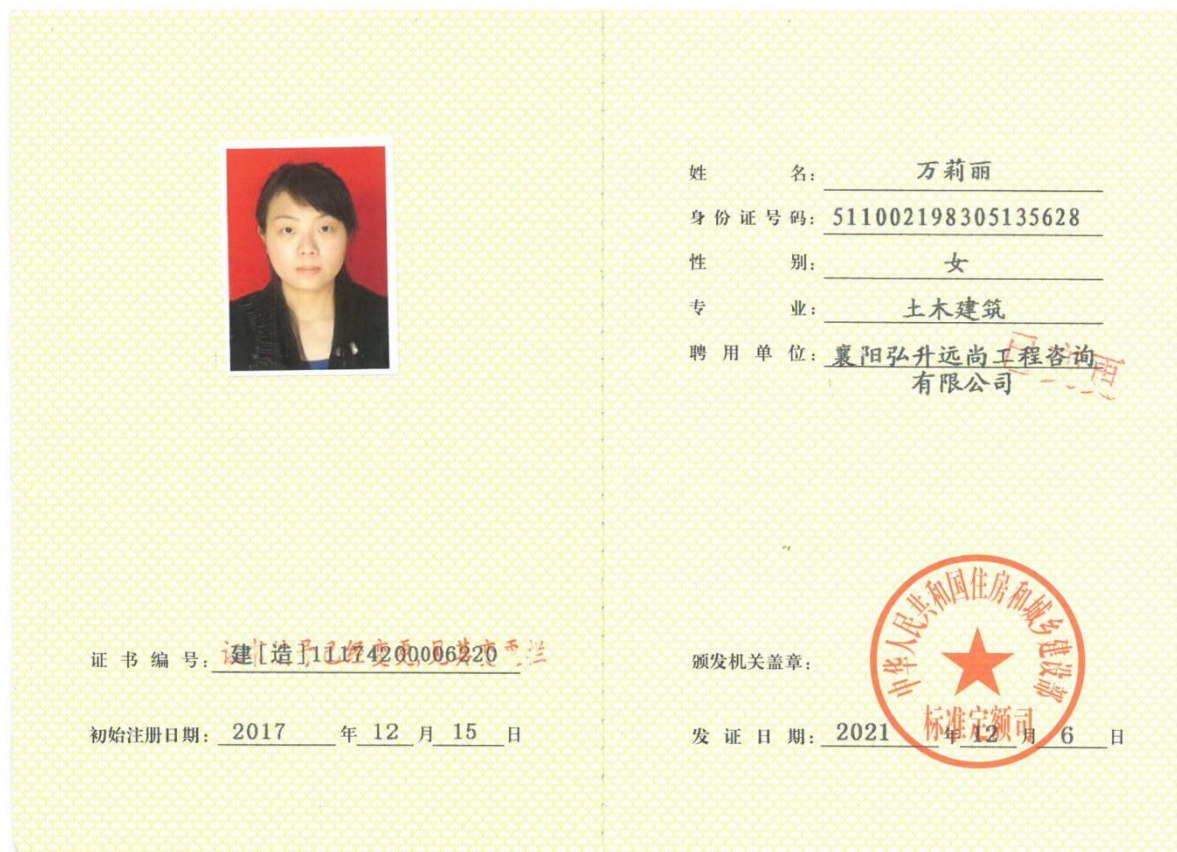 姓 名: 万莉丽
身份证号码: 511002198305135628
性 别: 女
专 业: 土木建筑
聘用单位: 襄阳弘升远尚工程咨询
有限公司
证书编号: 建[造]11174200006220
初始注册日期: 2017 年 12 月 15 日
颁发机关盖章:
中华人民共和国住房和城乡建设部
标准定额司
发证日期: 2021 年 12 月 6 日